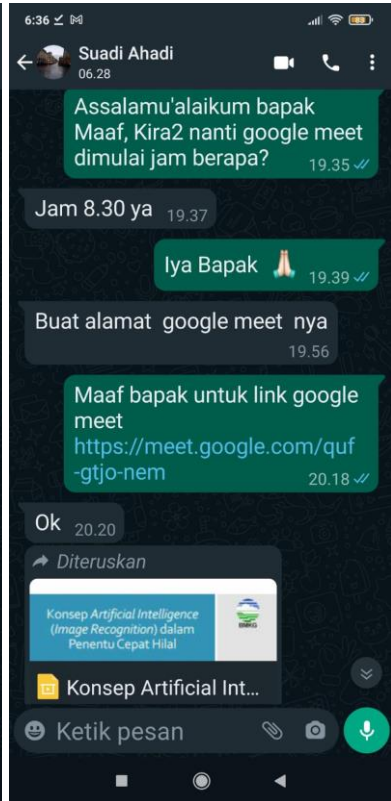 6:36
Suadi Ahadi
06.28
Assalamu'alaikum bapak
Maaf, Kira2 nanti google meet
dimulai jam berapa?
19.35
Jam 8.30 ya 19.37
Iya Bapak 🙏🏻 19.39
Buat alamat google meet nya
19.56
Maaf bapak untuk link google
meet
https://meet.google.com/quf
-gtjo-nem
20.18
Ok 20.20
Diteruskan
Konsep Artificial Intelligence
(Image Recognition) dalam
Penentu Cepat Hilal
BMKG
Konsep Artificial Int...
Ketik pesan